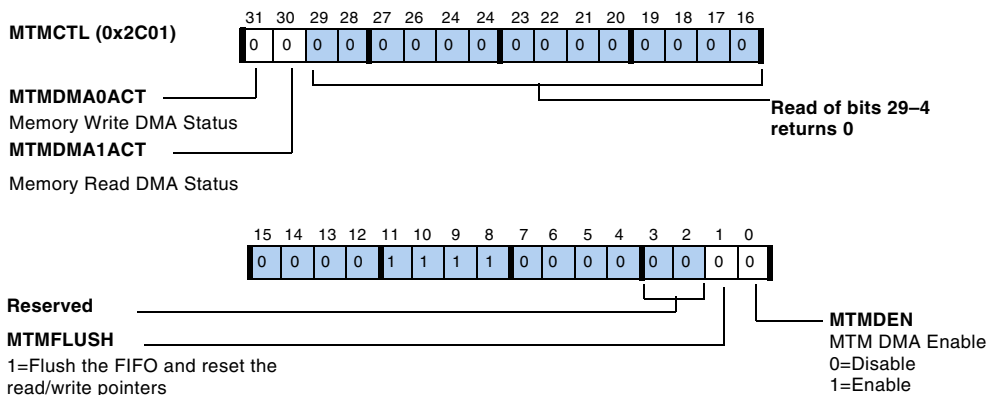 31 30 29 28 27 26 24 24 23 22 21 20 19 18 17 16
MTMCTL (0x2C01)
0 0 0 0 0 0 0 0 0 0 0 0 0 0 0 0
MTMDMA0ACT
Memory Write DMA Status
MTMDMA1ACT
Memory Read DMA Status
Read of bits 29–4
returns 0
15 14 13 12 11 10 9 8 7 6 5 4 3 2 1 0
0 0 0 0 1 1 1 1 0 0 0 0 0 0 0 0
Reserved
MTMFLUSH
1=Flush the FIFO and reset the
read/write pointers
MTMDEN
MTM DMA Enable
0=Disable
1=Enable